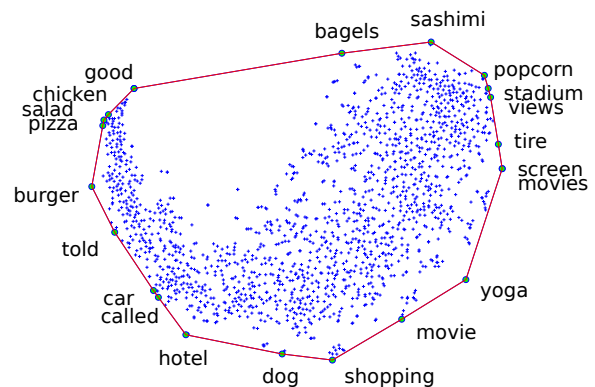 sashimi
bagels
popcorn
good
chicken
stadium
salad
views
pizza
tire
screen
movies
burger
told
yoga
car
called
movie
hotel
dog
shopping